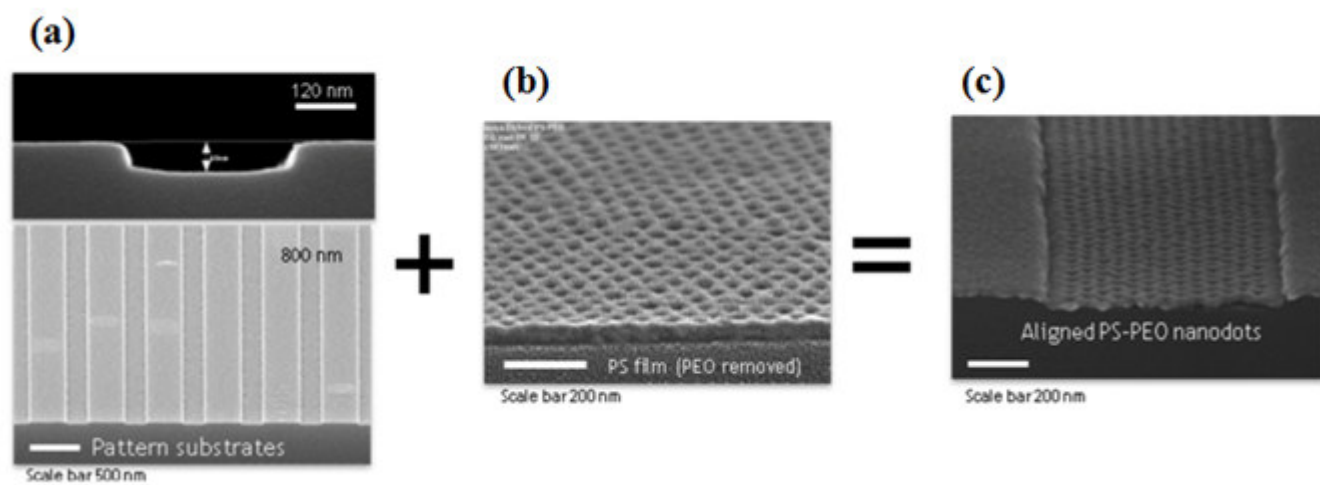 (a)
120 nm
800 nm
Pattern substrates
Scale bar 500 nm
+
(b)
PS film (PEO removed)
Scale bar 200 nm
=
(c)
Aligned PS-PEO nanodots
Scale bar 200 nm